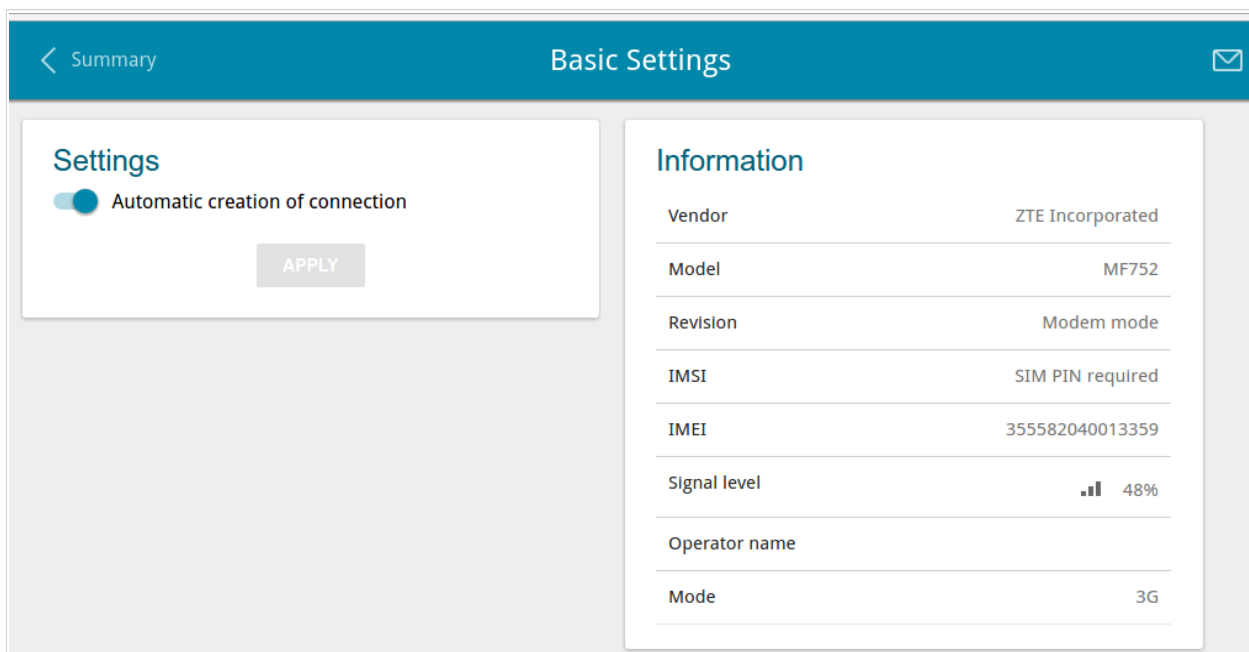 Summary
Basic Settings
Settings
Automatic creation of connection
APPLY
Information
Vendor ZTE Incorporated
Model MF752
Revision Modem mode
IMSI SIM PIN required
IMEI 355582040013359
Signal level 48%
Operator name
Mode 3G